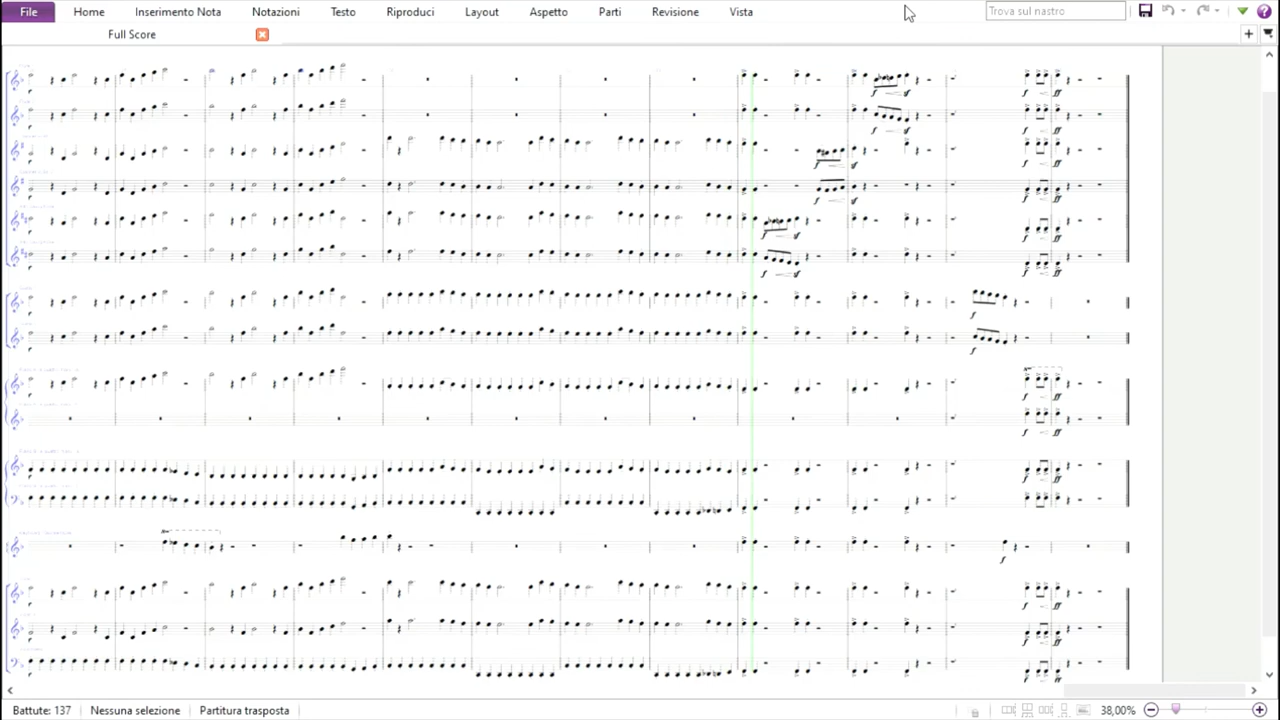 File Home Inserimento Nota Notazioni Testo Riproduci Layout Aspetto Parti Revisione Vista Trova sul nastro
Full Score
Battute: 137 Nessuna selezione Partitura trasposta 38,00%